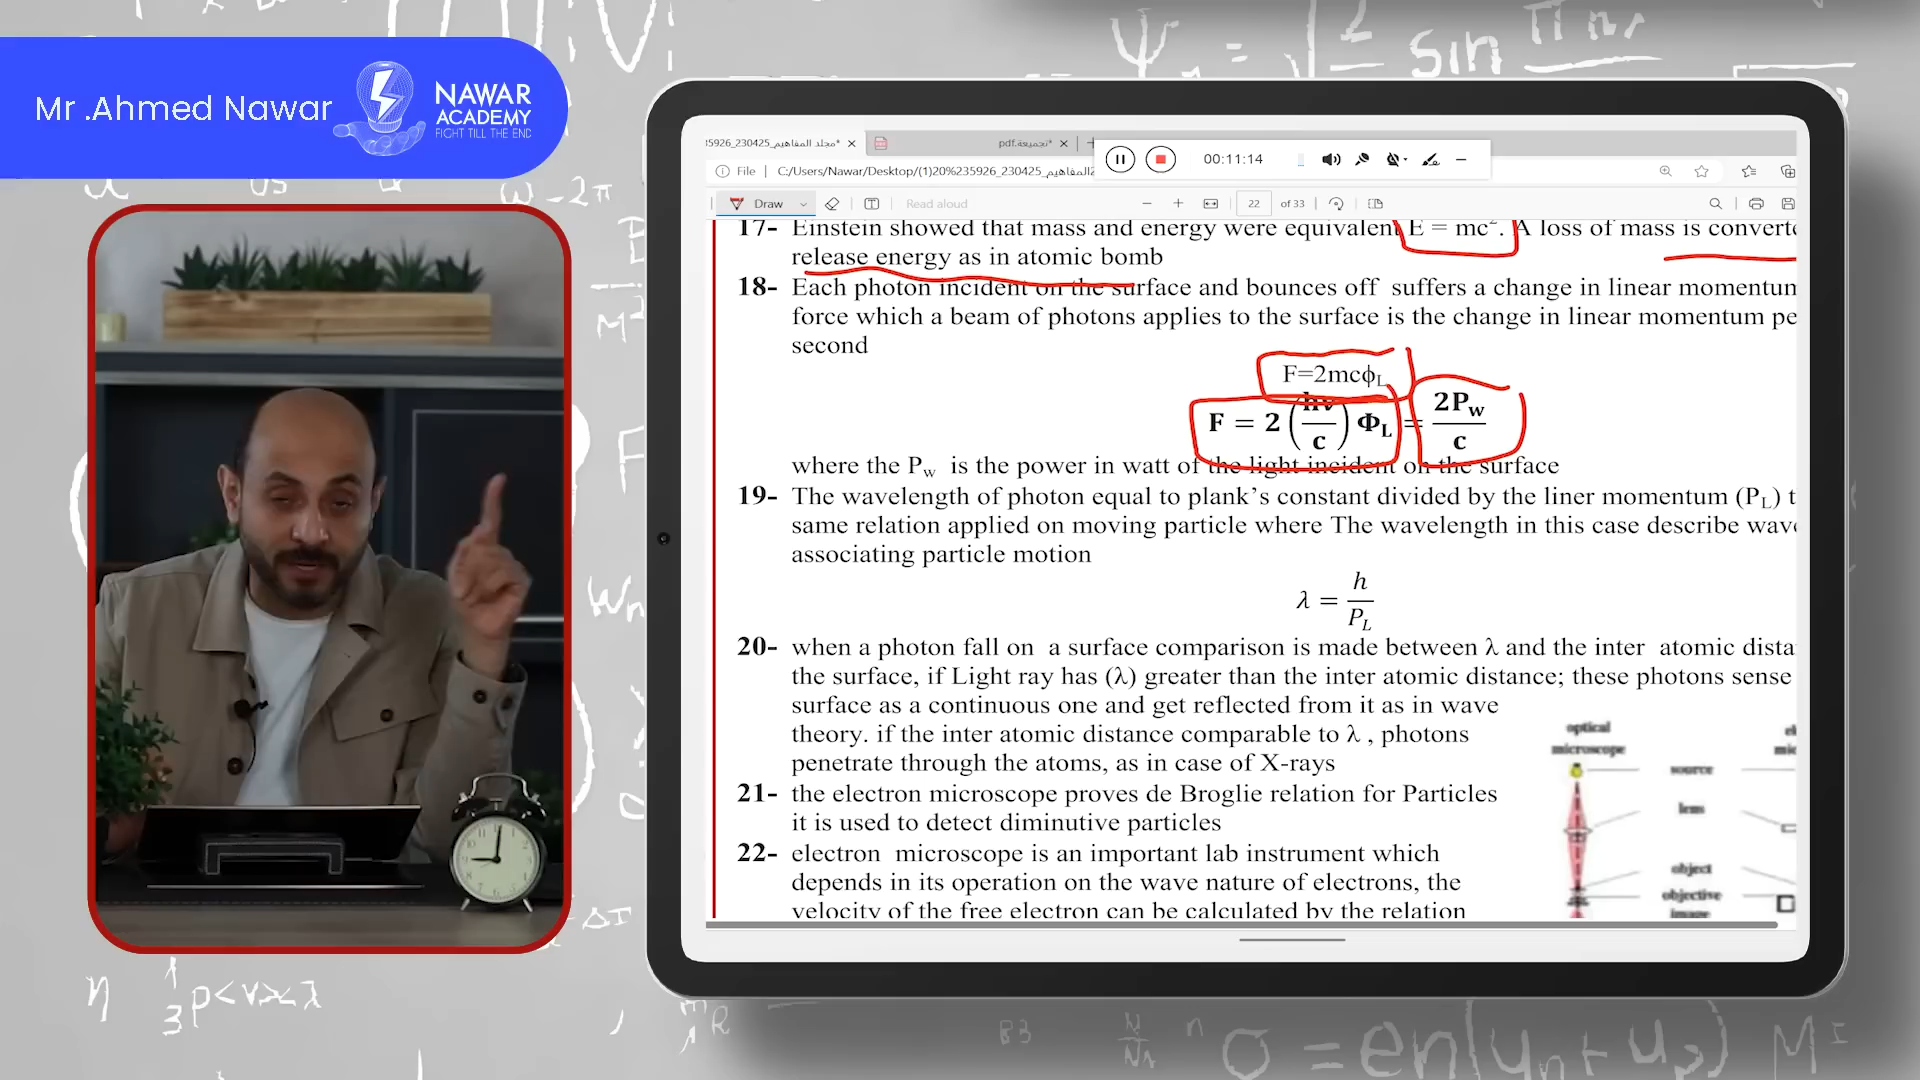 Mr .Ahmed Nawar
NAWAR
ACADEMY
FIGHT TILL THE END
00:11:14
File
Draw
Read aloud
22
of 33
17- Einstein showed that mass and energy were equivalent E = mc². A loss of mass is converte
release energy as in atomic bomb
18- Each photon incident on the surface and bounces off suffers a change in linear momentum
force which a beam of photons applies to the surface is the change in linear momentum pe
second
F=2mcϕL
F = 2 (hν/c) ΦL = 2Pw/c
where the Pw is the power in watt of the light incident on the surface
19- The wavelength of photon equal to plank's constant divided by the liner momentum (PL) t
same relation applied on moving particle where The wavelength in this case describe wav
associating particle motion
λ = h/PL
20- when a photon fall on a surface comparison is made between λ and the inter atomic dista
the surface, if Light ray has (λ) greater than the inter atomic distance; these photons sense
surface as a continuous one and get reflected from it as in wave
theory. if the inter atomic distance comparable to λ , photons
penetrate through the atoms, as in case of X-rays
21- the electron microscope proves de Broglie relation for Particles
it is used to detect diminutive particles
22- electron microscope is an important lab instrument which
depends in its operation on the wave nature of electrons, the
velocity of the free electron can be calculated by the relation
optical
microscope
source
lens
object
objective
image